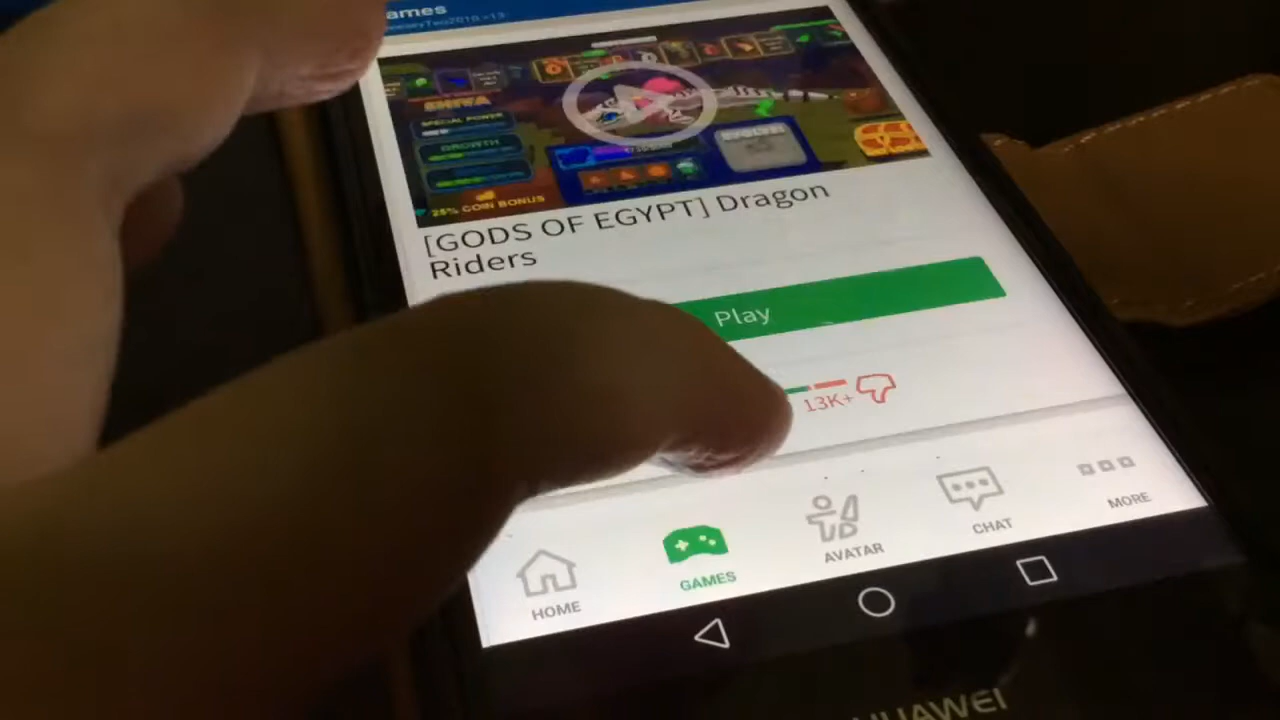 ames
SHIVA
SPECIAL POWER
GROWTH
EVOLVE!
25% COIN BONUS
[GODS OF EGYPT] Dragon
Riders
Play
13K+
HOME
GAMES
AVATAR
CHAT
MORE
HUAWEI